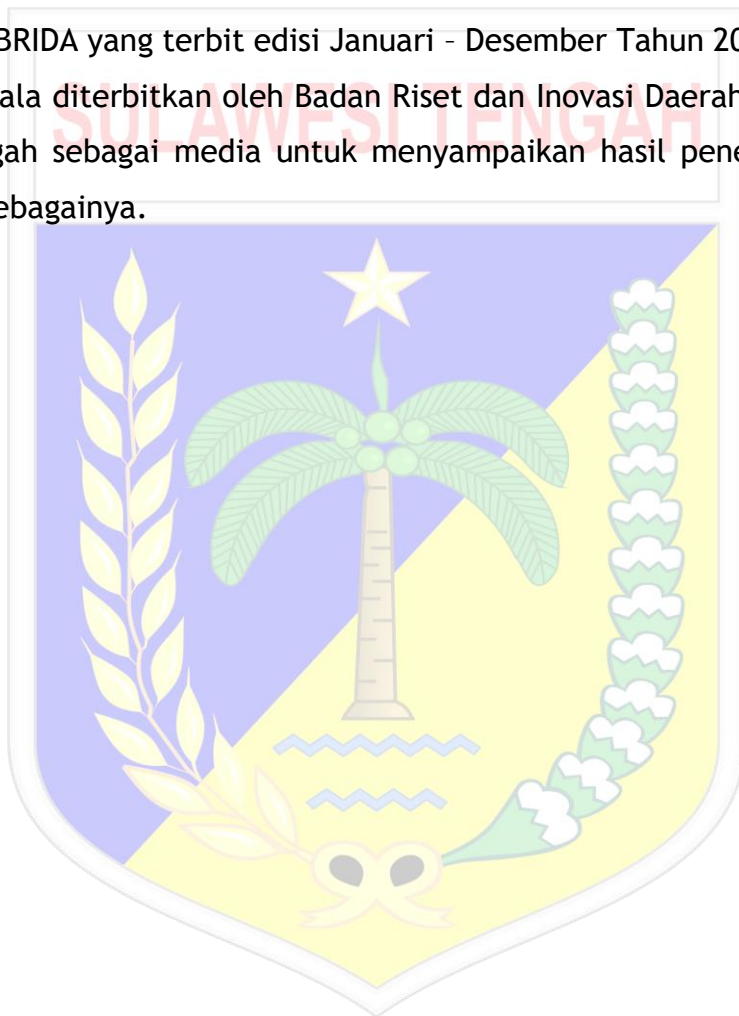 BRIDA yang terbit edisi Januari – Desember Tahun 20
ala diterbitkan oleh Badan Riset dan Inovasi Daerah
SULAWESI TENGAH
gah sebagai media untuk menyampaikan hasil pene
ebagainya.